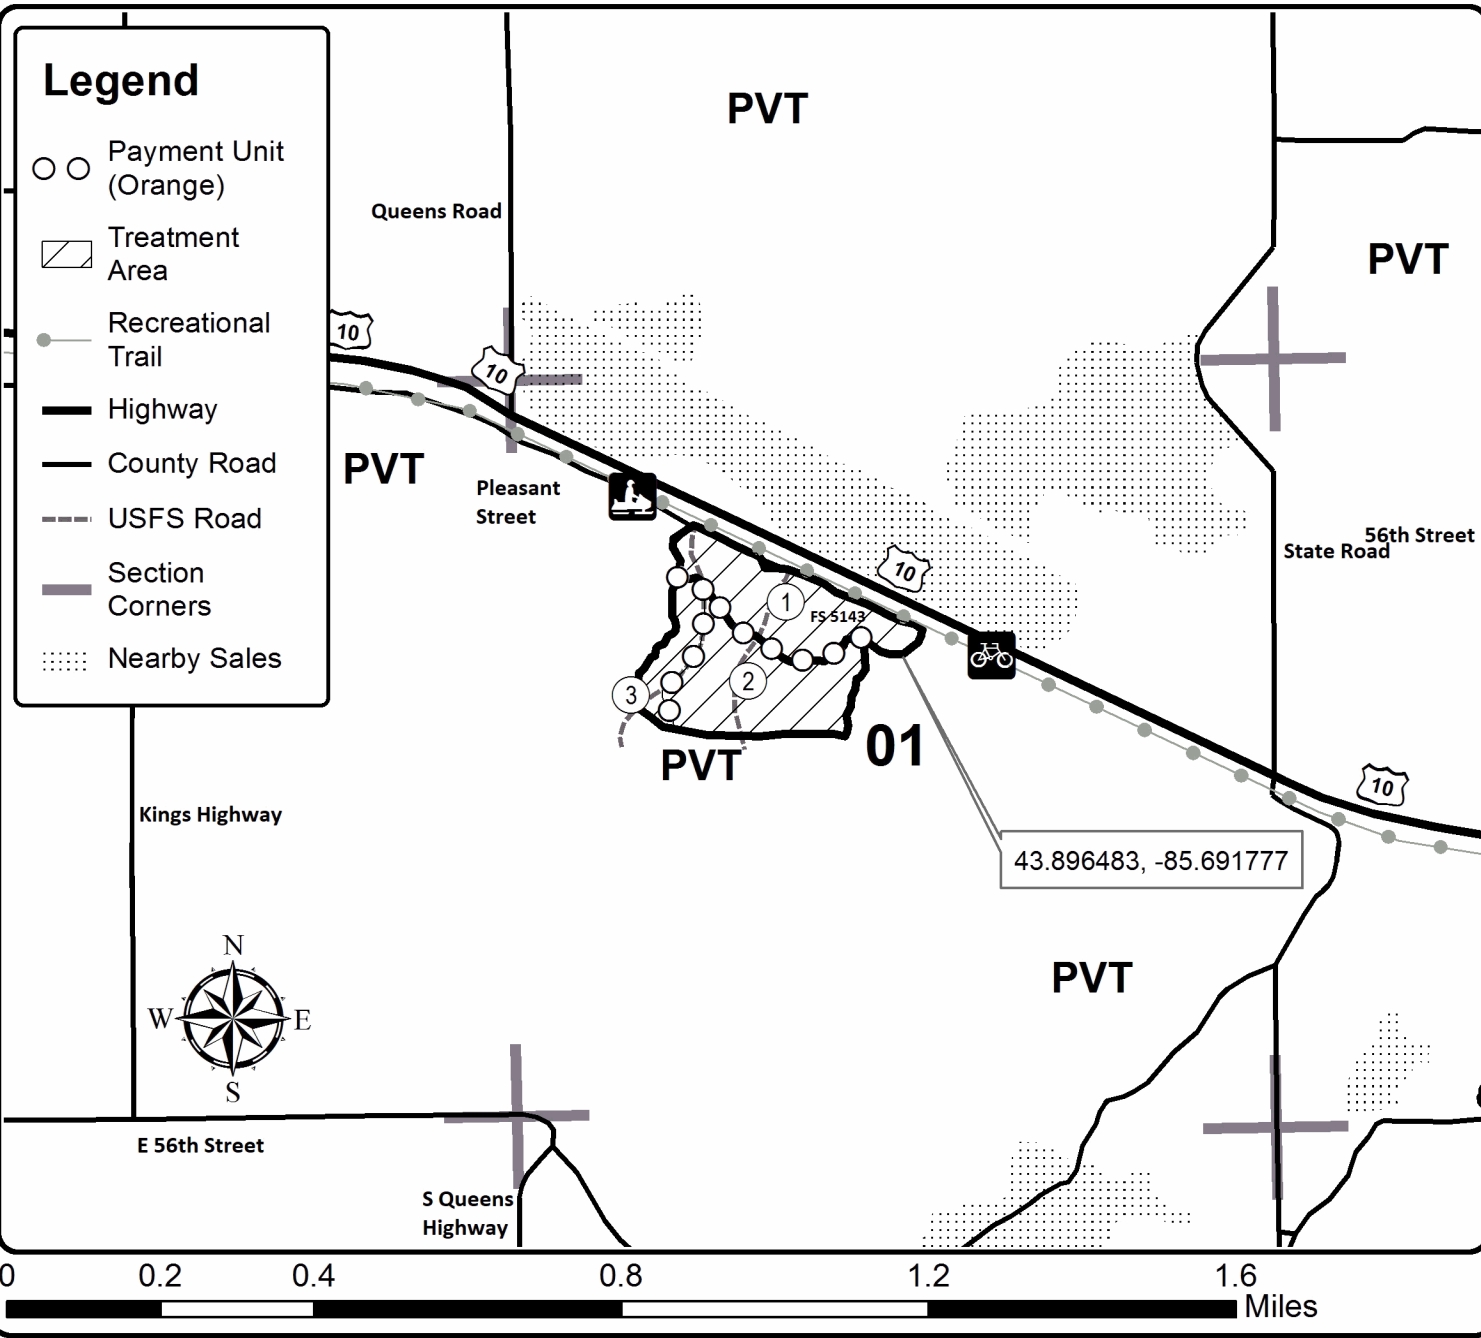 Legend
Payment Unit
(Orange)
Treatment
Area
Recreational
Trail
Highway
County Road
USFS Road
Section
Corners
Nearby Sales
PVT
Queens Road
PVT
10
10
PVT
Pleasant
Street
56th Street
State Road
10
1
FS 5143
2
3
01
PVT
10
Kings Highway
43.896483, -85.691777
N
W
E
S
PVT
E 56th Street
S Queens
Highway
0 0.2 0.4 0.8 1.2 1.6
Miles